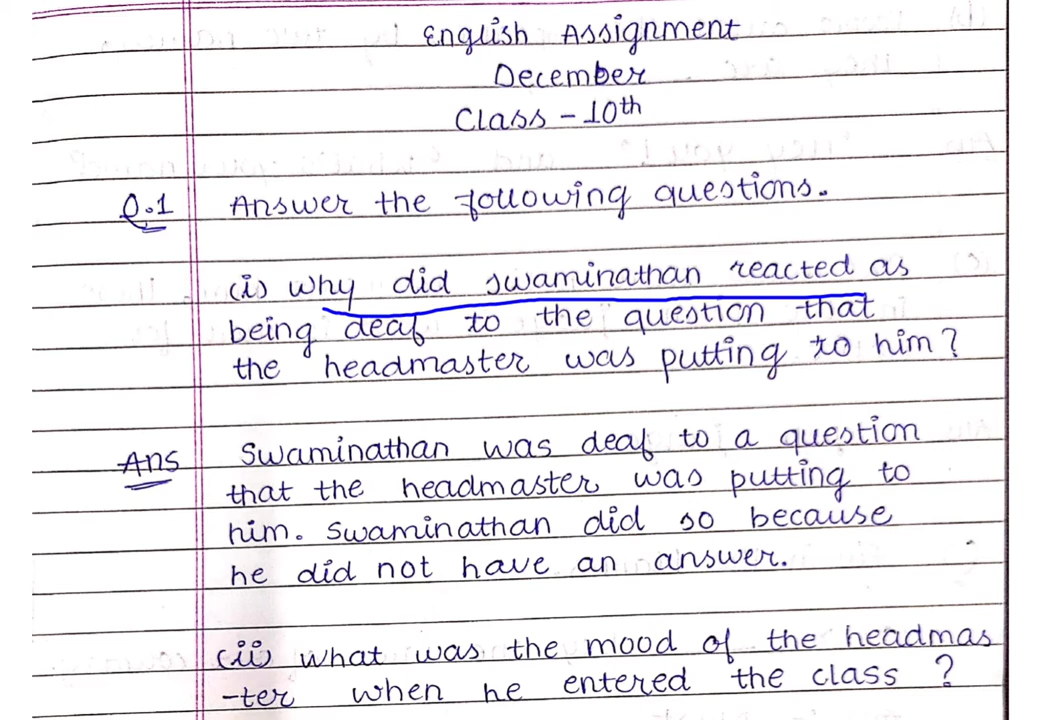 English Assignment
December
Class - 10th
Q.1 Answer the following questions.
(i) why did swaminathan reacted as
being deaf to the question that
the headmaster was putting to him?
Ans Swaminathan was deaf to a question
that the headmaster was putting to
him. Swaminathan did so because
he did not have an answer.
(ii) what was the mood of the headmas
-ter when he entered the class ?